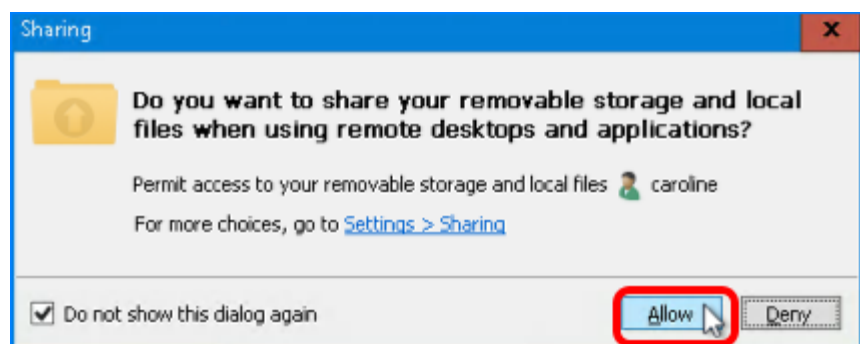 Sharing
Do you want to share your removable storage and local
files when using remote desktops and applications?
Permit access to your removable storage and local files caroline
For more choices, go to Settings > Sharing
Do not show this dialog again
Allow
Deny